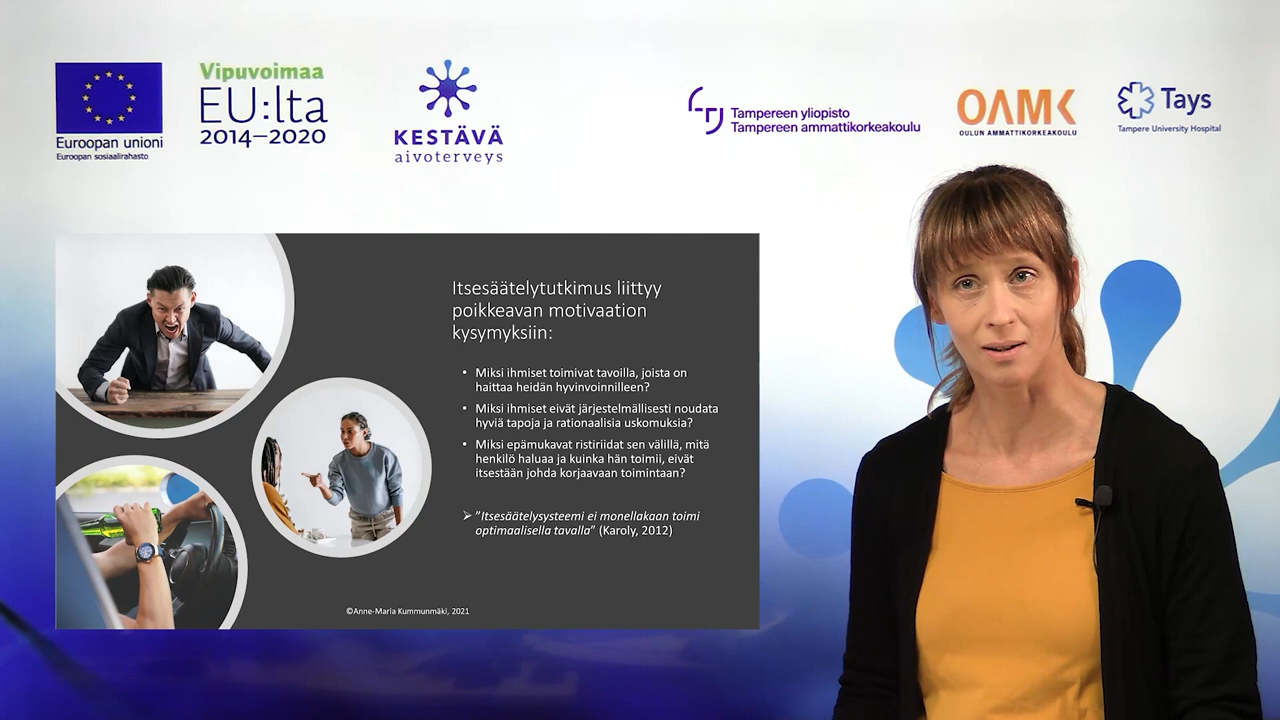 Euroopan unioni
Euroopan sosiaalirahasto
Vipuvoimaa
EU:lta
2014–2020
KESTÄVÄ
aivoterveys
Tampereen yliopisto
Tampereen ammattikorkeakoulu
OAMK
OULUN AMMATTIKORKEAKOULU
Tays
Tampere University Hospital
Itsesäätelytutkimus liittyy
poikkeavan motivaation
kysymyksiin:
• Miksi ihmiset toimivat tavoilla, joista on
haittaa heidän hyvinvoinnilleen?
• Miksi ihmiset eivät järjestelmällisesti noudata
hyviä tapoja ja rationaalisia uskomuksia?
• Miksi epämukavat ristiriidat sen välillä, mitä
henkilö haluaa ja kuinka hän toimii, eivät
itsestään johda korjaavaan toimintaan?
➢ "Itsesäätelysysteemi ei monellakaan toimi
optimaalisella tavalla" (Karoly, 2012)
©Anne-Maria Kummunmäki, 2021